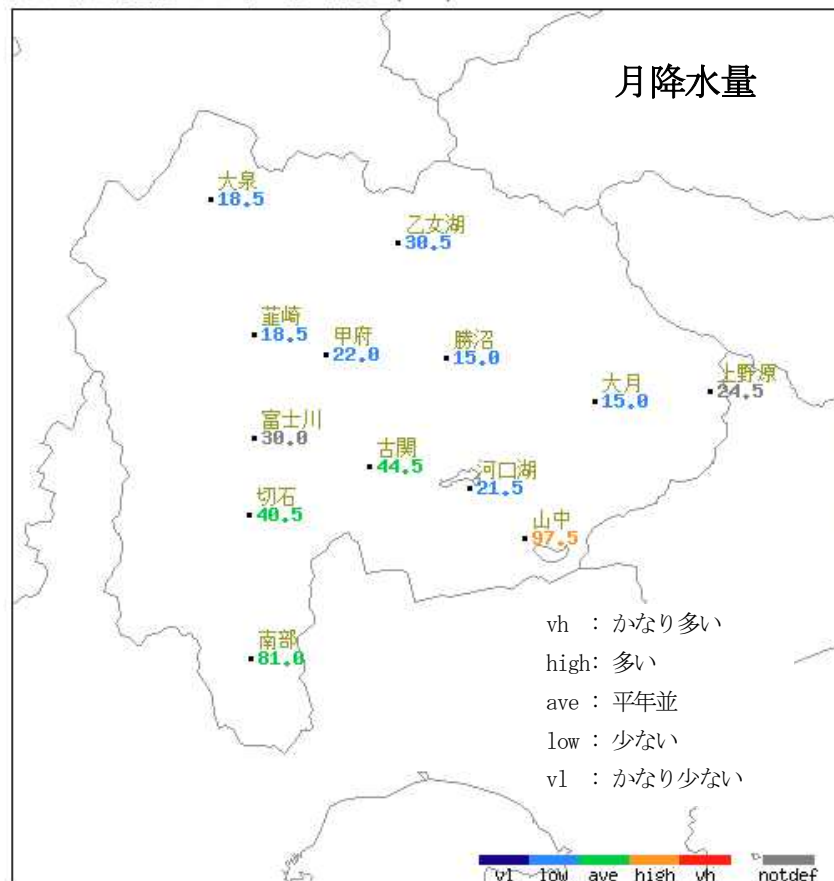 月降水量
大泉
18.5
乙女湖
30.5
韮崎
18.5
甲府
22.0
勝沼
15.0
大月
15.0
上野原
24.5
富士川
30.0
古関
44.5
河口湖
21.5
切石
40.5
山中
97.5
南部
81.0
vh : かなり多い
high: 多い
ave : 平年並
low : 少ない
vl : かなり少ない
vl low ave high vh notdef